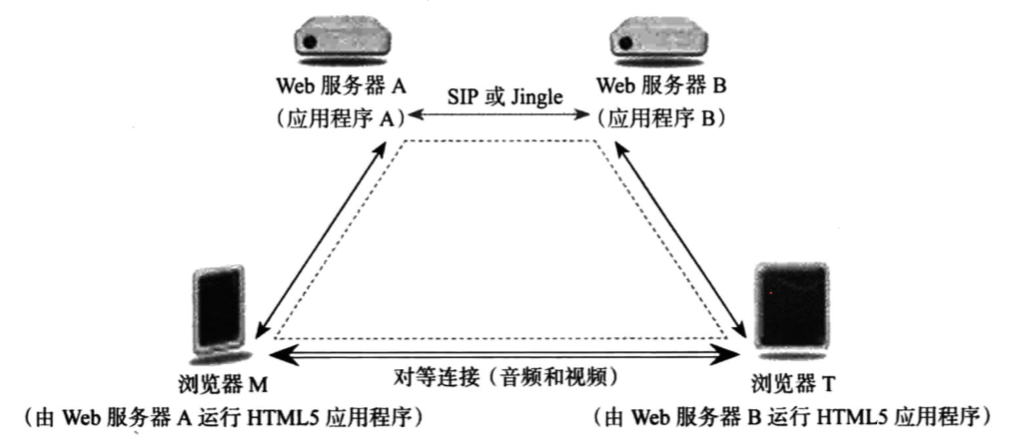 Web 服务器 A
(应用程序 A)
Web 服务器 B
(应用程序 B)
SIP 或 Jingle
浏览器 M
(由 Web 服务器 A 运行 HTML5 应用程序)
对等连接(音频和视频)
浏览器 T
(由 Web 服务器 B 运行 HTML5 应用程序)